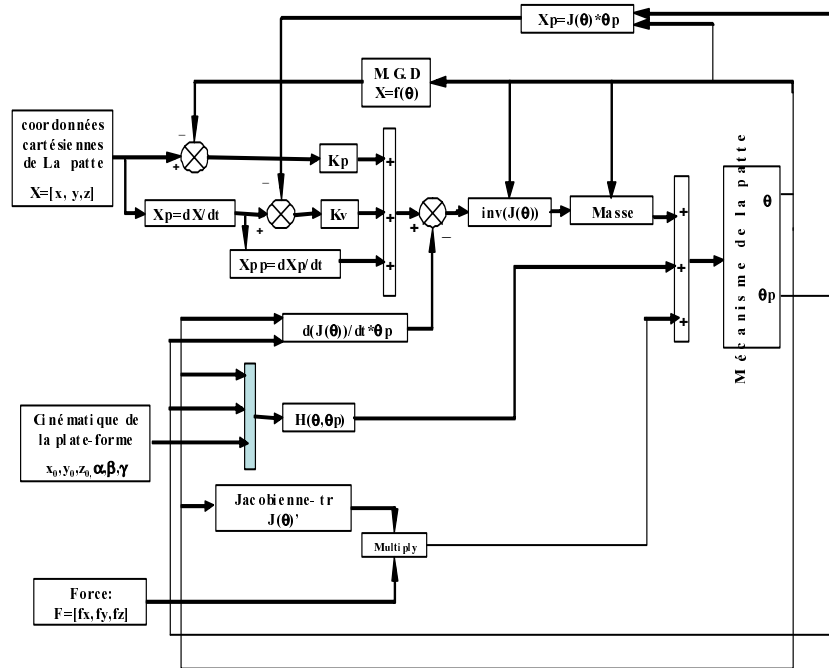 Xp=J(θ)*θp
M.G.D
X=f(θ)
coordonnées
cartésiennes
de La patte
X=[x, y,z]
−
+
Kp
+
−
Xp=dX/dt
+
Kv
+
+
−
inv(J(θ))
Masse
+
Xpp=dXp/dt
+
+
Mécanisme de la patte
θ
θp
d(J(θ))/dt*θp
+
Cinématique de
la plate-forme
x₀,y₀,z₀,α,β,γ
H(θ,θp)
Jacobienne- tr
J(θ)'
Multiply
Force:
F=[fx,fy,fz]